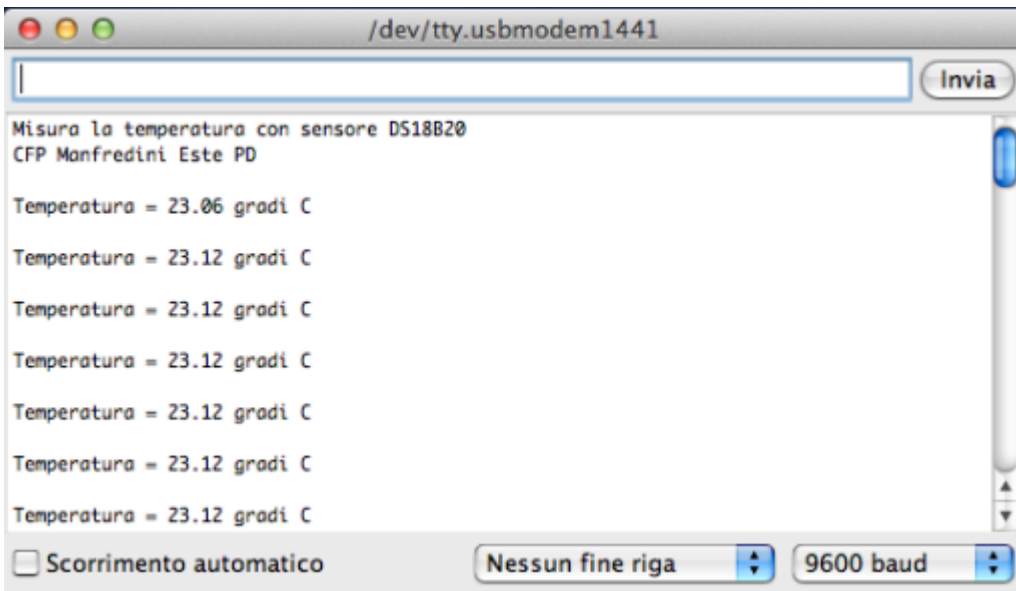 /dev/tty.usbmodem1441
Invia
Misura la temperatura con sensore DS18B20
CFP Manfredini Este PD
Temperatura = 23.06 gradi C
Temperatura = 23.12 gradi C
Temperatura = 23.12 gradi C
Temperatura = 23.12 gradi C
Temperatura = 23.12 gradi C
Temperatura = 23.12 gradi C
Temperatura = 23.12 gradi C
Scorrimento automatico Nessun fine riga 9600 baud